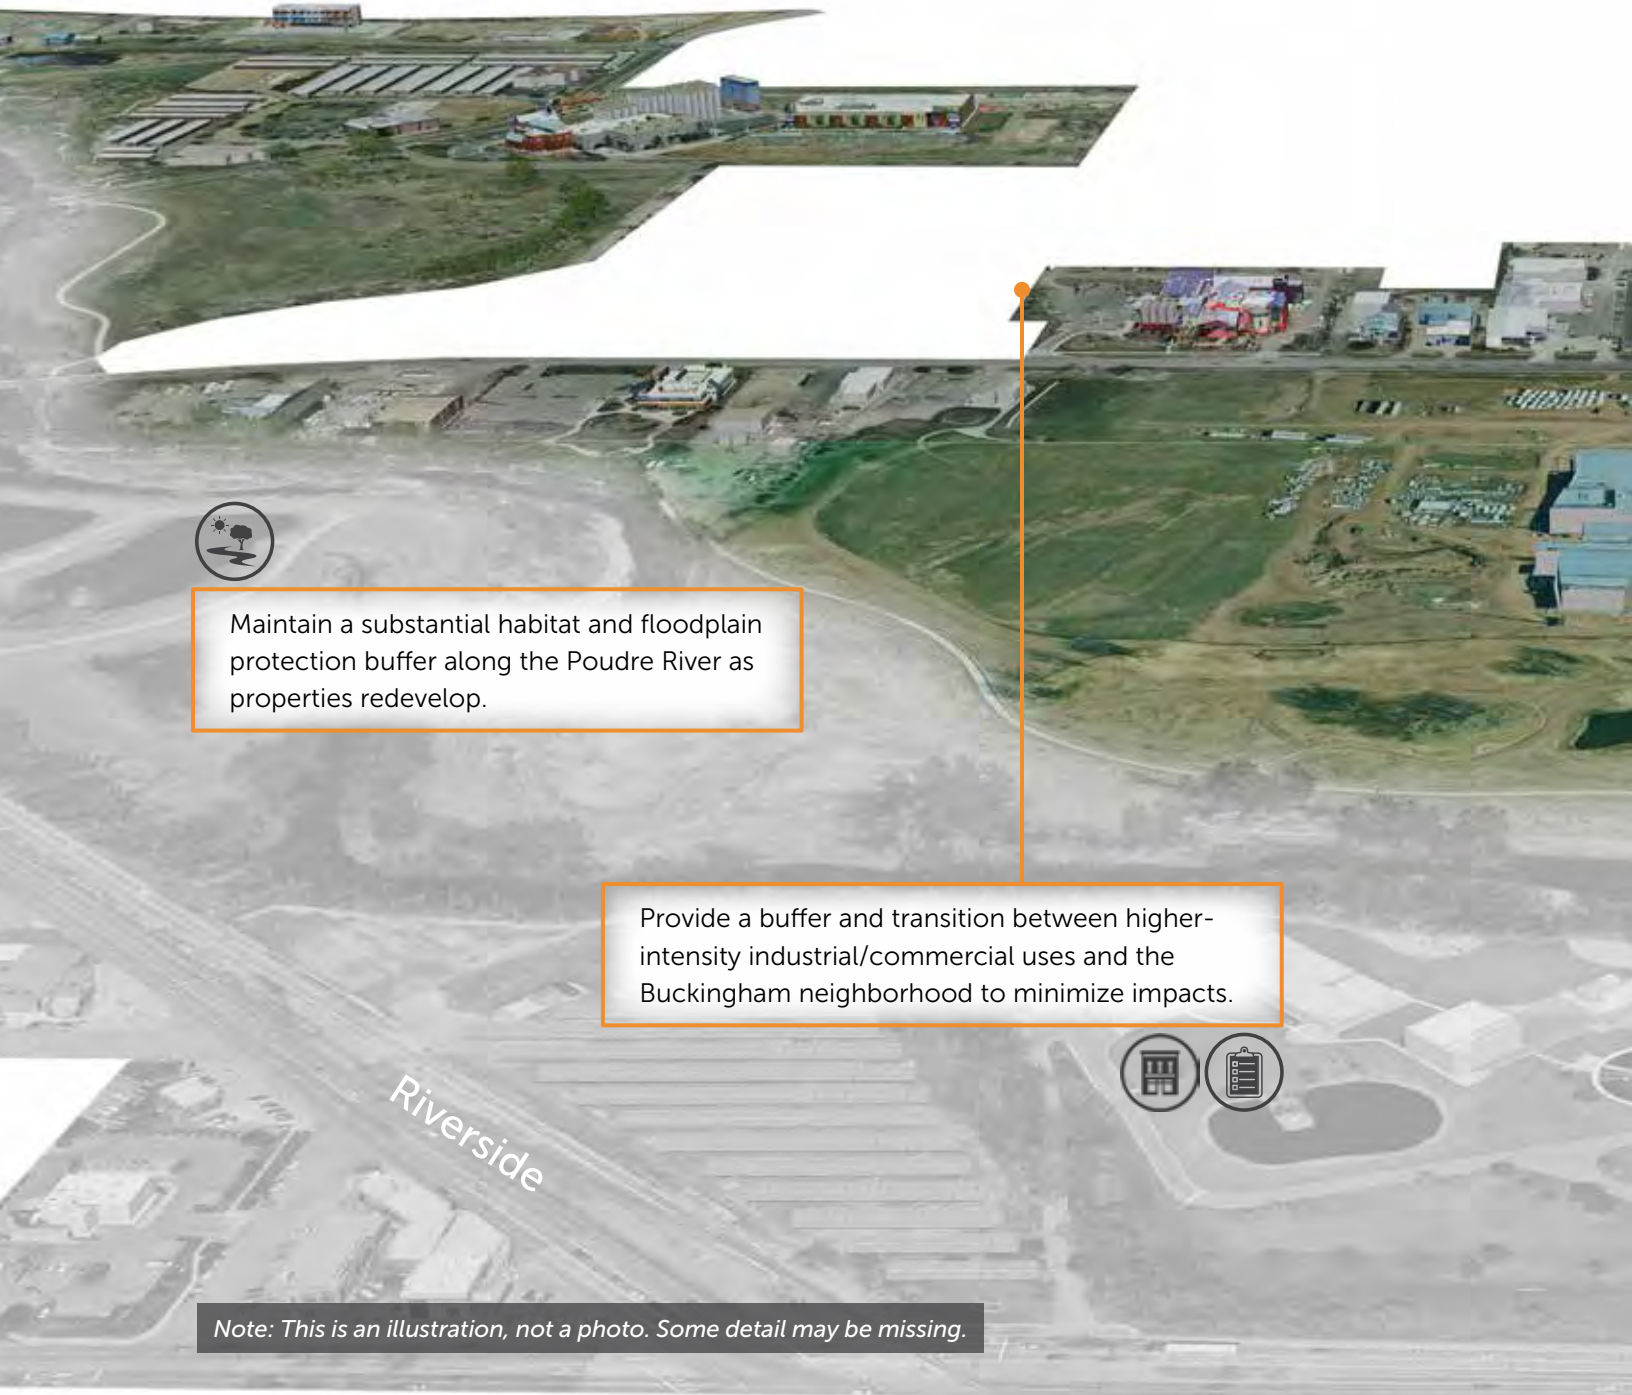 Maintain a substantial habitat and floodplain
protection buffer along the Poudre River as
properties redevelop.
Provide a buffer and transition between higher-
intensity industrial/commercial uses and the
Buckingham neighborhood to minimize impacts.
Riverside
Note: This is an illustration, not a photo. Some detail may be missing.